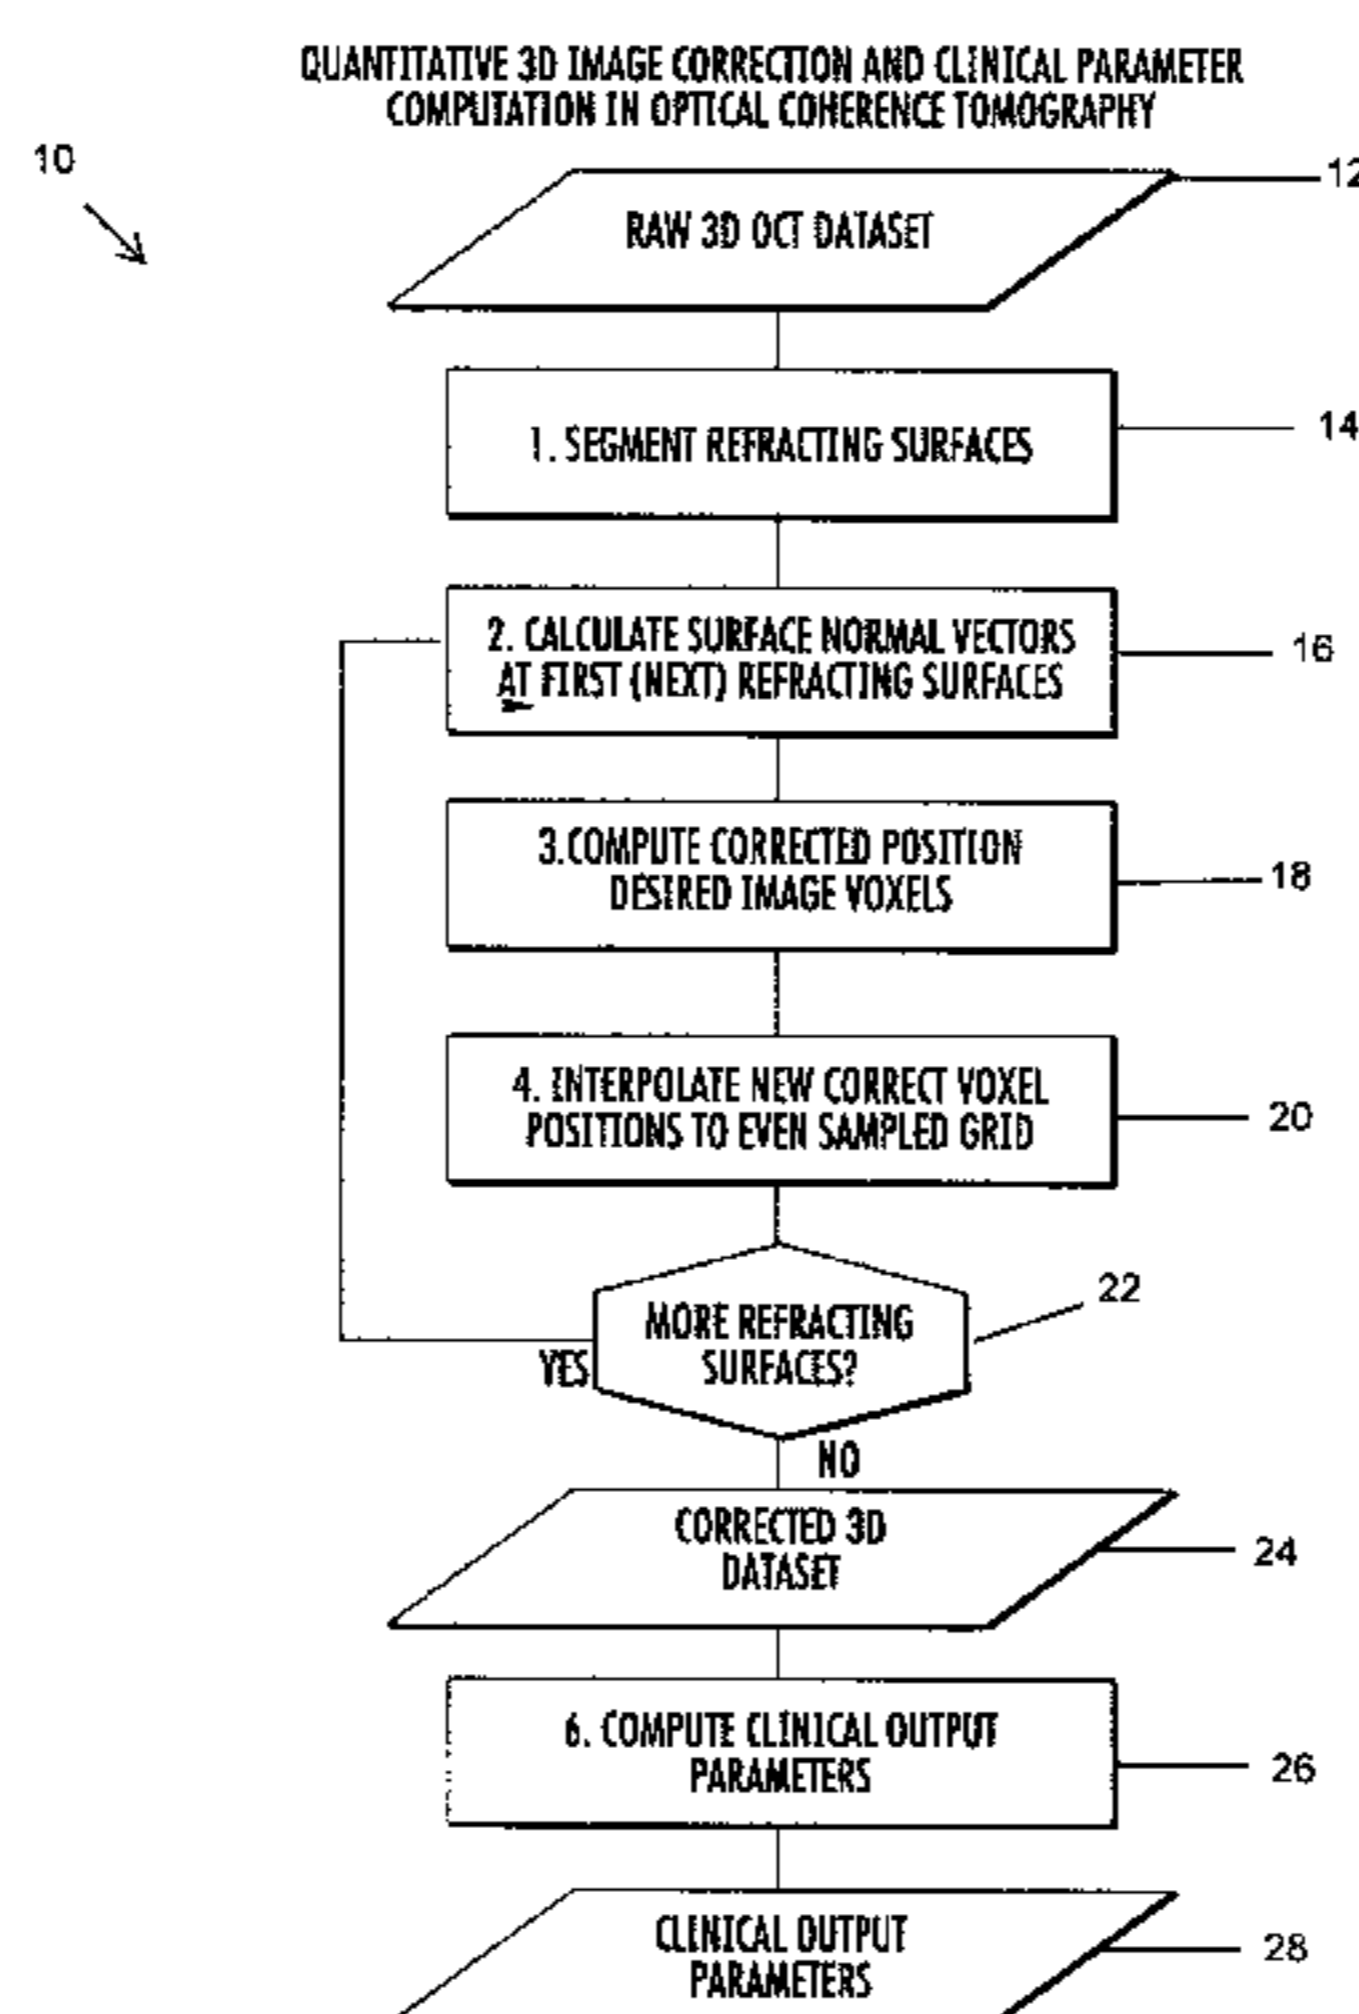 QUANTITATIVE 3D IMAGE CORRECTION AND CLINICAL PARAMETER
COMPUTATION IN OPTICAL COHERENCE TOMOGRAPHY
10
12
RAW 3D OCT DATASET
14
1. SEGMENT REFRACTING SURFACES
2. CALCULATE SURFACE NORMAL VECTORS
AT FIRST (NEXT) REFRACTING SURFACES
16
3.COMPUTE CORRECTED POSITION
DESIRED IMAGE VOXELS
18
4. INTERPOLATE NEW CORRECT VOXEL
POSITIONS TO EVEN SAMPLED GRID
20
22
MORE REFRACTING
SURFACES?
YES
NO
CORRECTED 3D
DATASET
24
6. COMPUTE CLINICAL OUTPUT
PARAMETERS
26
CLINICAL OUTPUT
PARAMETERS
28